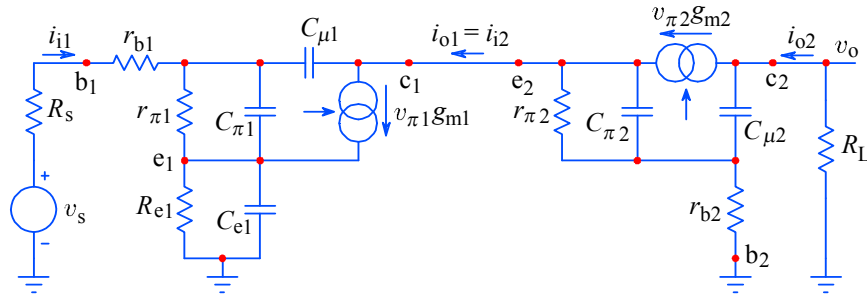 i_i1
r_b1
C_μ1
i_o1 = i_i2
v_π2 g_m2
i_o2
v_o
b_1
c_1
e_2
c_2
R_s
r_π1
C_π1
v_π1 g_m1
r_π2
C_π2
C_μ2
R_L
e_1
+
v_s
−
R_e1
C_e1
r_b2
b_2